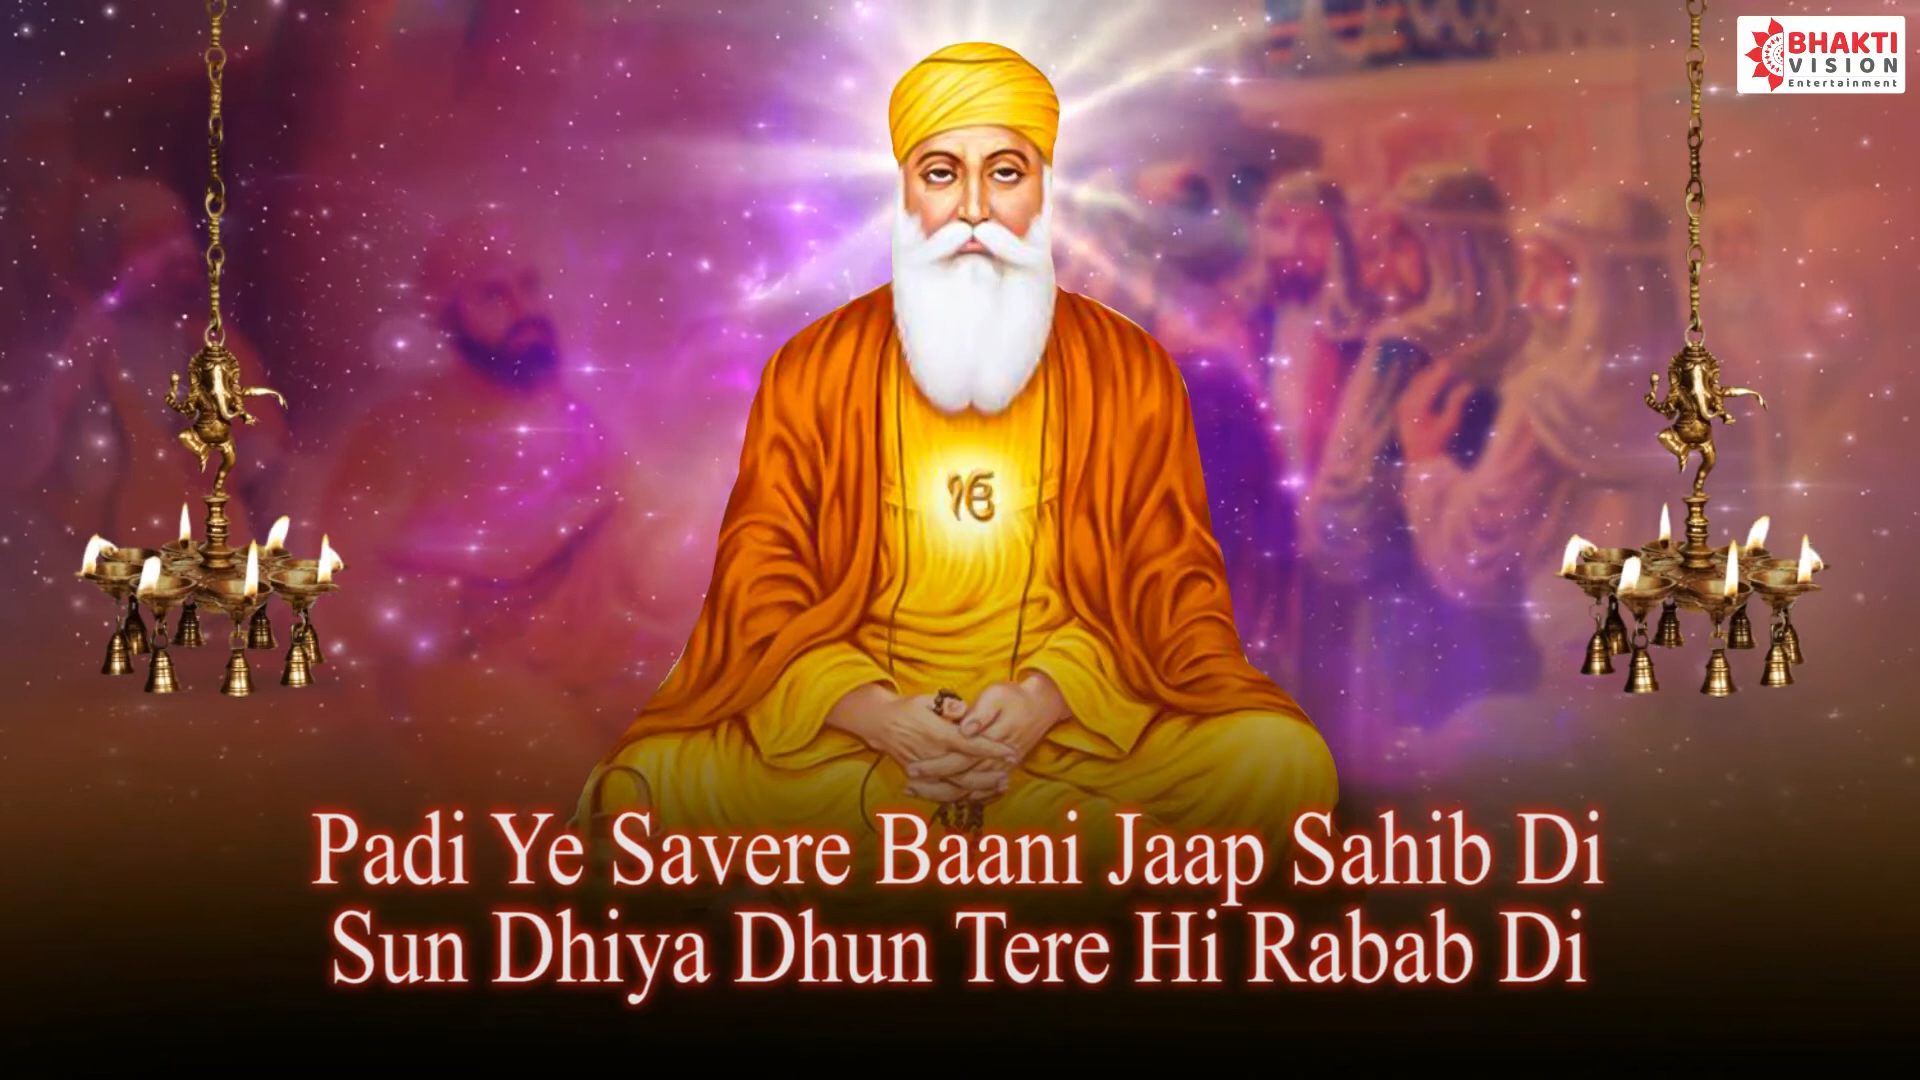 BHAKTI
VISION
Entertainment
ੴ
Padi Ye Savere Baani Jaap Sahib Di
Sun Dhiya Dhun Tere Hi Rabab Di